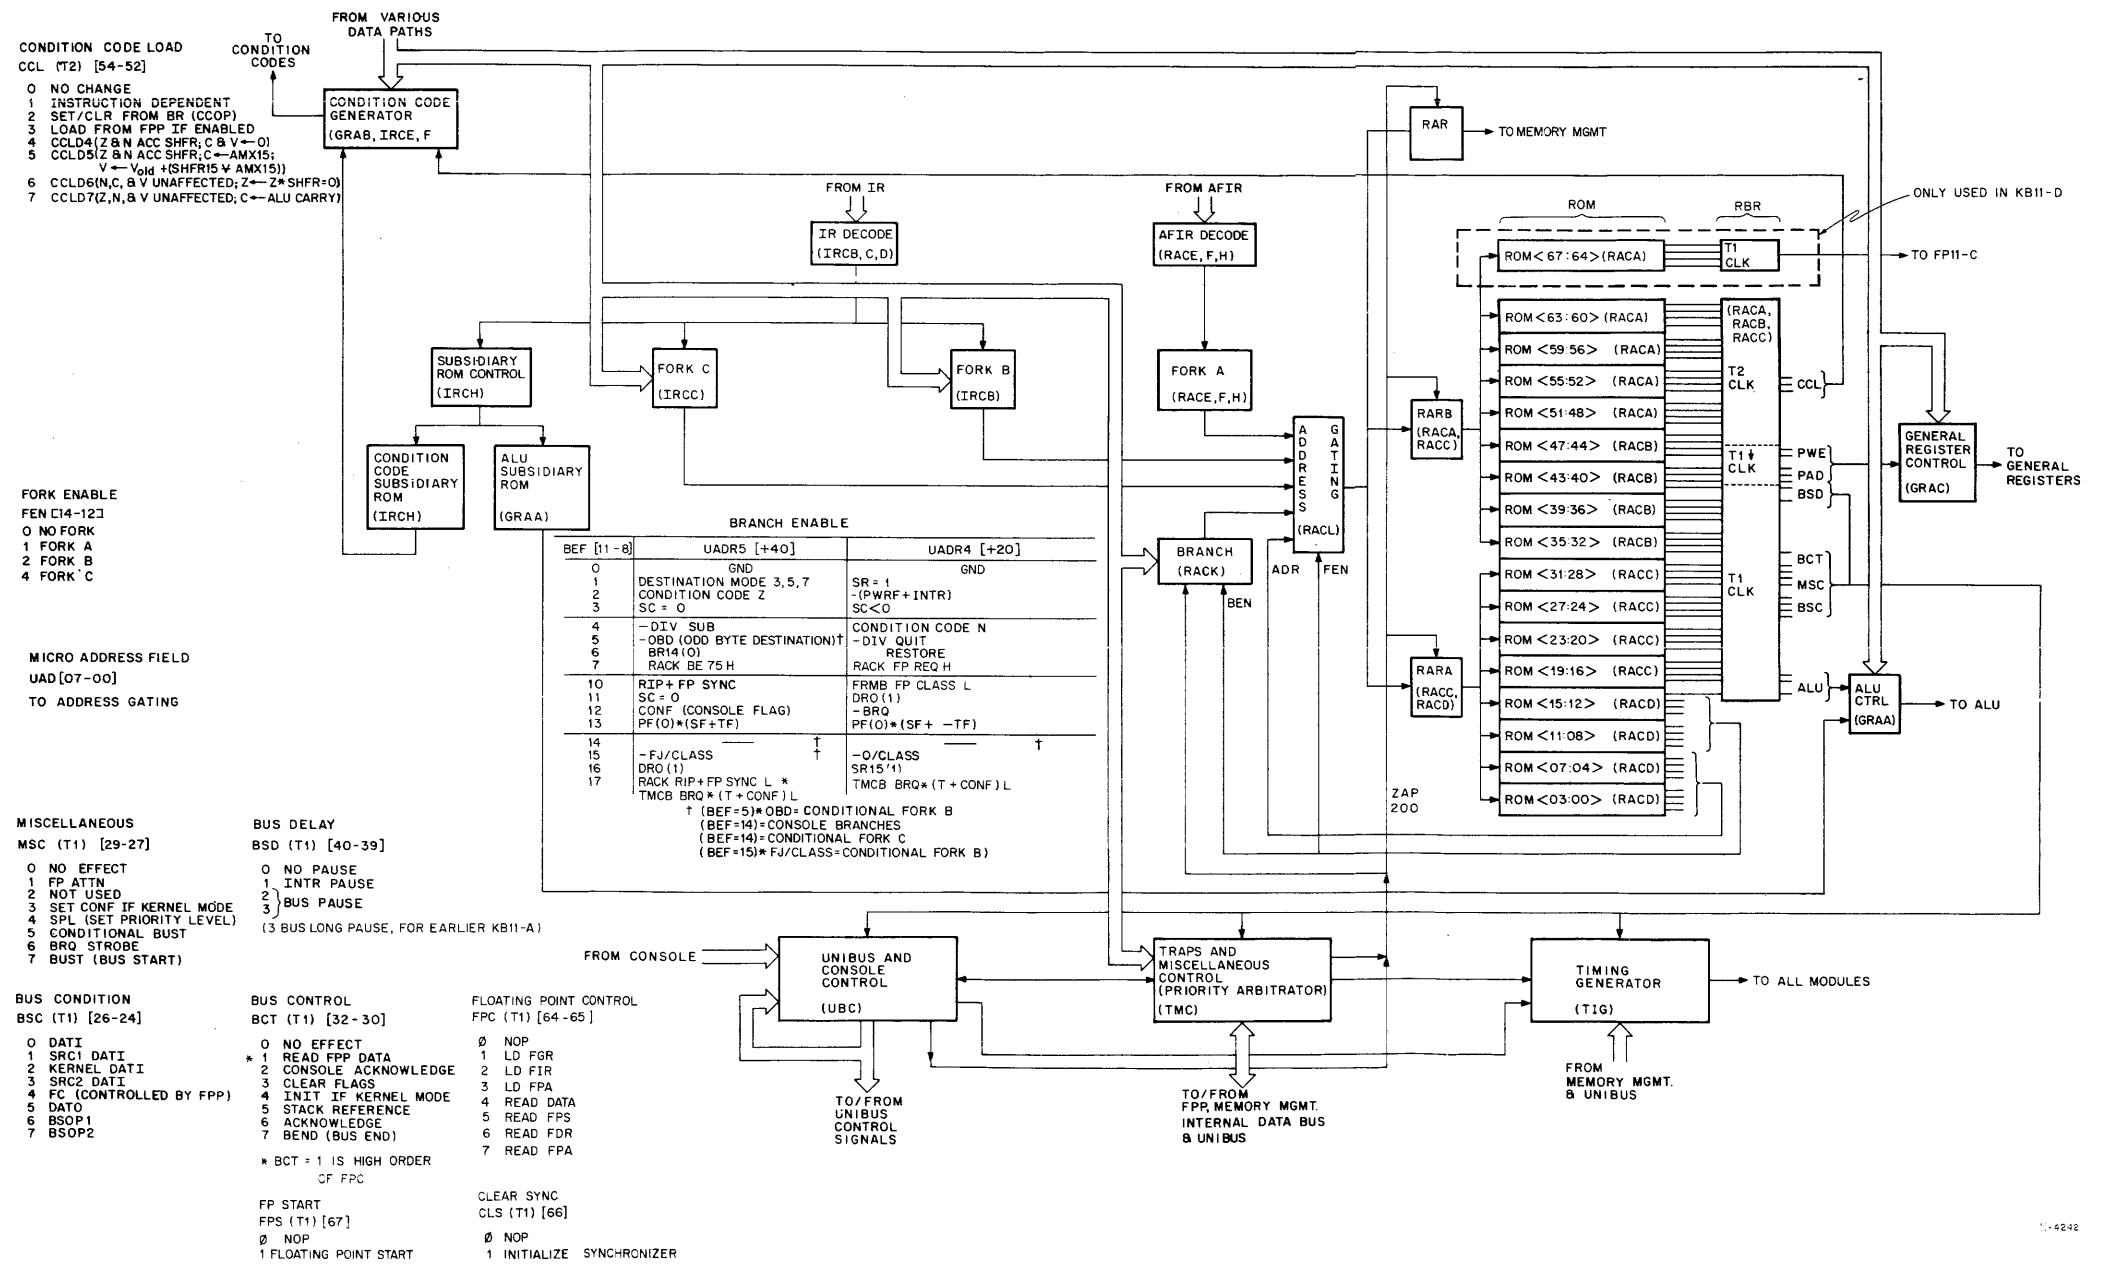 FROM VARIOUS
DATA PATHS
TO
CONDITION
CODES
CONDITION CODE LOAD
CCL (T2) [54-52]
0 NO CHANGE
1 INSTRUCTION DEPENDENT
2 SET/CLR FROM BR (CCOP)
3 LOAD FROM FPP IF ENABLED
4 CCLD4(Z & N ACC SHFR; C & V←0)
5 CCLD5(Z & N ACC SHFR; C←AMX15;
V←Vold +(SHFR15 ∀ AMX15))
6 CCLD6(N,C, & V UNAFFECTED; Z←Z* SHFR=0)
7 CCLD7(Z,N, & V UNAFFECTED; C←ALU CARRY)
CONDITION CODE
GENERATOR
(GRAB, IRCE, F
FROM IR
IR DECODE
(IRCB, C, D)
FROM AFIR
AFIR DECODE
(RACE, F, H)
RAR
TO MEMORY MGMT
ONLY USED IN KB11-D
ROM
RBR
ROM <67:64> (RACA)
T1
CLK
TO FP11-C
ROM <63:60> (RACA)
ROM <59:56> (RACA)
ROM <55:52> (RACA)
ROM <51:48> (RACA)
ROM <47:44> (RACB)
ROM <43:40> (RACB)
ROM <39:36> (RACB)
ROM <35:32> (RACB)
ROM <31:28> (RACC)
ROM <27:24> (RACC)
ROM <23:20> (RACC)
ROM <19:16> (RACC)
ROM <15:12> (RACD)
ROM <11:08> (RACD)
ROM <07:04> (RACD)
ROM <03:00> (RACD)
(RACA,
RACB,
RACC)
T2
CLK
T1↓
CLK
T1
CLK
CCL
PWE
PAD
BSD
BCT
MSC
BSC
ALU
GENERAL
REGISTER
CONTROL
(GRAC)
TO
GENERAL
REGISTERS
ALU
CTRL
(GRAA)
TO ALU
SUBSIDIARY
ROM CONTROL
(IRCH)
FORK C
(IRCC)
FORK B
(IRCB)
FORK A
(RACE, F, H)
RARB
(RACA,
RACC)
RARA
(RACC,
RACD)
ADDRESS
GATING
(RACL)
CONDITION
CODE
SUBSIDIARY
ROM
(IRCH)
ALU
SUBSIDIARY
ROM
(GRAA)
BRANCH
(RACK)
ADR
FEN
BEN
ZAP
200
FORK ENABLE
FEN [14-12]
0 NO FORK
1 FORK A
2 FORK B
4 FORK C
MICRO ADDRESS FIELD
UAD [07-00]
TO ADDRESS GATING
BRANCH ENABLE
BEF [11-8] UADR5 [+40] UADR4 [+20]
0 GND GND
1 DESTINATION MODE 3,5,7 SR = 1
2 CONDITION CODE Z -(PWRF+INTR)
3 SC = 0 SC<0
4 -DIV SUB CONDITION CODE N
5 -OBD (ODD BYTE DESTINATION)† -DIV QUIT
6 BR14(0) RESTORE
7 RACK BE 75 H RACK FP REQ H
10 RIP+ FP SYNC FRMB FP CLASS L
11 SC = 0 DR0(1)
12 CONF (CONSOLE FLAG) -BRQ
13 PF(0)*(SF+TF) PF(0)*(SF+ -TF)
14 — † — †
15 -FJ/CLASS † -O/CLASS
16 DR0(1) SR15'1)
17 RACK RIP+FP SYNC L * TMCB BRQ* (T+CONF) L
TMCB BRQ* (T+CONF) L
† (BEF=5)* OBD= CONDITIONAL FORK B
(BEF=14)=CONSOLE BRANCHES
(BEF=14)=CONDITIONAL FORK C
(BEF=15)* FJ/CLASS=CONDITIONAL FORK B)
MISCELLANEOUS
MSC (T1) [29-27]
0 NO EFFECT
1 FP ATTN
2 NOT USED
3 SET CONF IF KERNEL MODE
4 SPL (SET PRIORITY LEVEL)
5 CONDITIONAL BUST
6 BRQ STROBE
7 BUST (BUS START)
BUS DELAY
BSD (T1) [40-39]
0 NO PAUSE
1 INTR PAUSE
2
3
BUS PAUSE
(3 BUS LONG PAUSE, FOR EARLIER KB11-A)
BUS CONDITION
BSC (T1) [26-24]
0 DATI
1 SRC1 DATI
2 KERNEL DATI
3 SRC2 DATI
4 FC (CONTROLLED BY FPP)
5 DATO
6 BSOP1
7 BSOP2
BUS CONTROL
BCT (T1) [32-30]
0 NO EFFECT
* 1 READ FPP DATA
2 CONSOLE ACKNOWLEDGE
3 CLEAR FLAGS
4 INIT IF KERNEL MODE
5 STACK REFERENCE
6 ACKNOWLEDGE
7 BEND (BUS END)
* BCT = 1 IS HIGH ORDER
OF FPC
FLOATING POINT CONTROL
FPC (T1) [64-65]
Ø NOP
1 LD FGR
2 LD FIR
3 LD FPA
4 READ DATA
5 READ FPS
6 READ FDR
7 READ FPA
FP START
FPS (T1) [67]
Ø NOP
1 FLOATING POINT START
CLEAR SYNC
CLS (T1) [66]
Ø NOP
1 INITIALIZE SYNCHRONIZER
FROM CONSOLE
UNIBUS AND
CONSOLE
CONTROL
(UBC)
TRAPS AND
MISCELLANEOUS
CONTROL
(PRIORITY ARBITRATOR)
(TMC)
TIMING
GENERATOR
(TIG)
TO ALL MODULES
TO/FROM
UNIBUS
CONTROL
SIGNALS
TO/FROM
FPP, MEMORY MGMT.
INTERNAL DATA BUS
& UNIBUS
FROM
MEMORY MGMT.
& UNIBUS
-4242